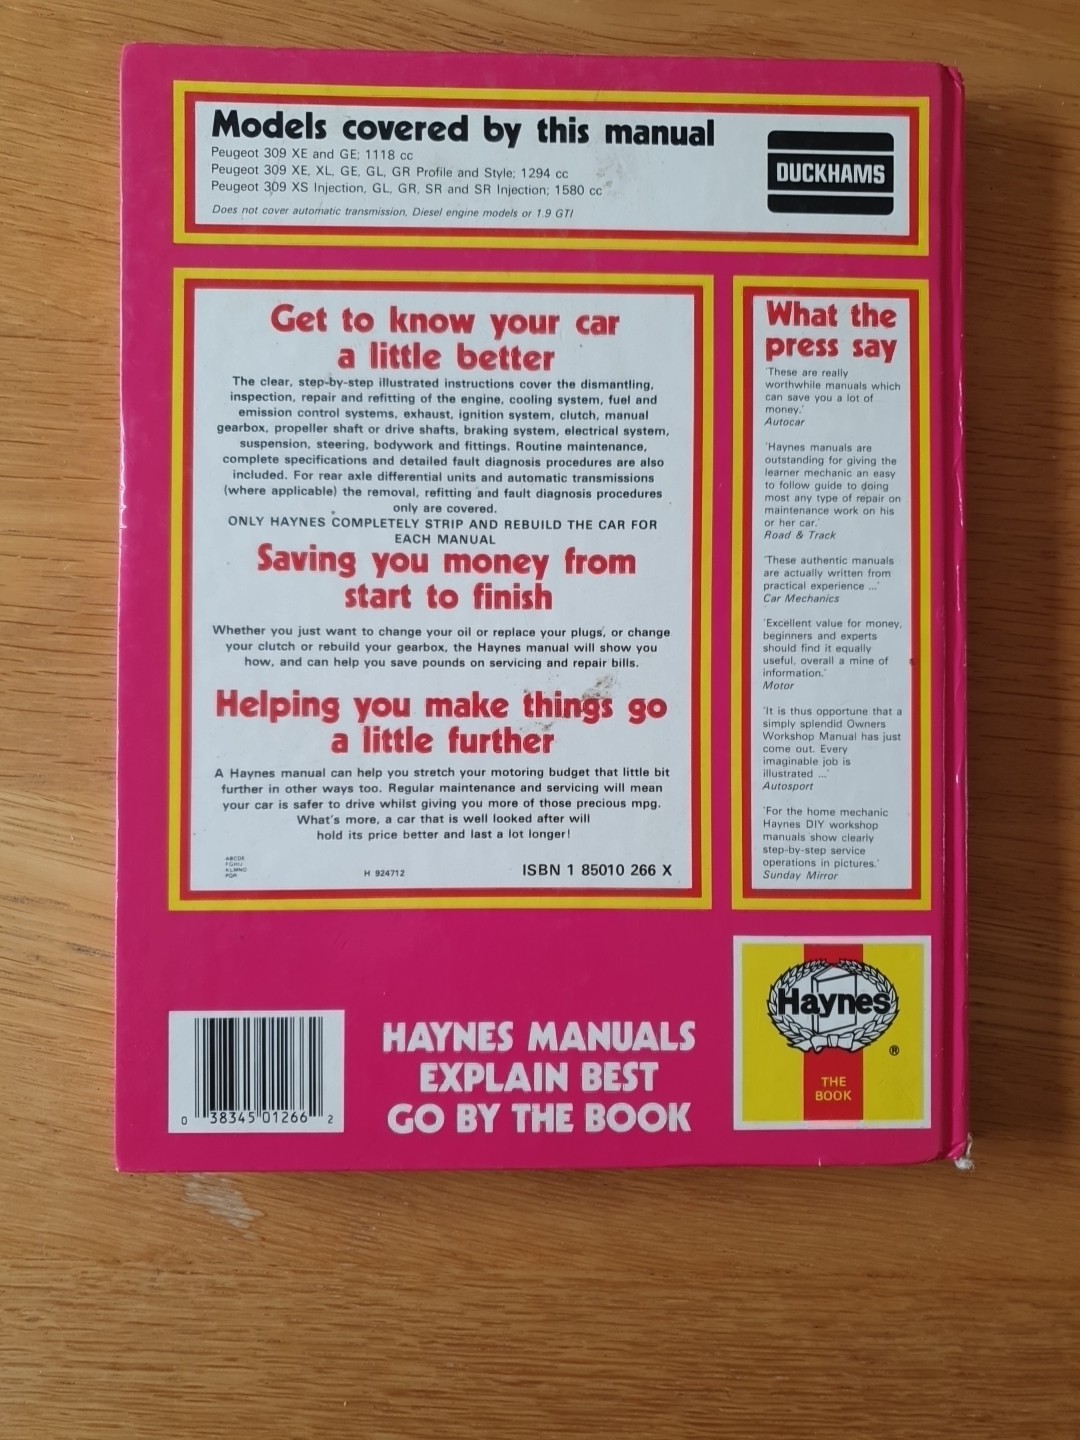 Models covered by this manual
Peugeot 309 XE and GE; 1118 cc
Peugeot 309 XE, XL, GE, GL, GR Profile and Style; 1294 cc
Peugeot 309 XS Injection, GL, GR, SR and SR Injection; 1580 cc
Does not cover automatic transmission, Diesel engine models or 1.9 GTI
DUCKHAMS
Get to know your car
a little better
The clear, step-by-step illustrated instructions cover the dismantling,
inspection, repair and refitting of the engine, cooling system, fuel and
emission control systems, exhaust, ignition system, clutch, manual
gearbox, propeller shaft or drive shafts, braking system, electrical system,
suspension, steering, bodywork and fittings. Routine maintenance,
complete specifications and detailed fault diagnosis procedures are also
included. For rear axle differential units and automatic transmissions
(where applicable) the removal, refitting and fault diagnosis procedures
only are covered.
ONLY HAYNES COMPLETELY STRIP AND REBUILD THE CAR FOR
EACH MANUAL
Saving you money from
start to finish
Whether you just want to change your oil or replace your plugs, or change
your clutch or rebuild your gearbox, the Haynes manual will show you
how, and can help you save pounds on servicing and repair bills.
Helping you make things go
a little further
A Haynes manual can help you stretch your motoring budget that little bit
further in other ways too. Regular maintenance and servicing will mean
your car is safer to drive whilst giving you more of those precious mpg.
What's more, a car that is well looked after will
hold its price better and last a lot longer!
ABCDE
FGHIJ
KLMNO
PQR
H 924712
ISBN 1 85010 266 X
What the
press say
'These are really
worthwhile manuals which
can save you a lot of
money.'
Autocar
'Haynes manuals are
outstanding for giving the
learner mechanic an easy
to follow guide to doing
most any type of repair on
maintenance work on his
or her car.'
Road & Track
'These authentic manuals
are actually written from
practical experience ...'
Car Mechanics
'Excellent value for money,
beginners and experts
should find it equally
useful, overall a mine of
information.'
Motor
'It is thus opportune that a
simply splendid Owners
Workshop Manual has just
come out. Every
imaginable job is
illustrated ...'
Autosport
'For the home mechanic
Haynes DIY workshop
manuals show clearly
step-by-step service
operations in pictures.'
Sunday Mirror
0 38345 01266 2
HAYNES MANUALS
EXPLAIN BEST
GO BY THE BOOK
Haynes
®
THE
BOOK